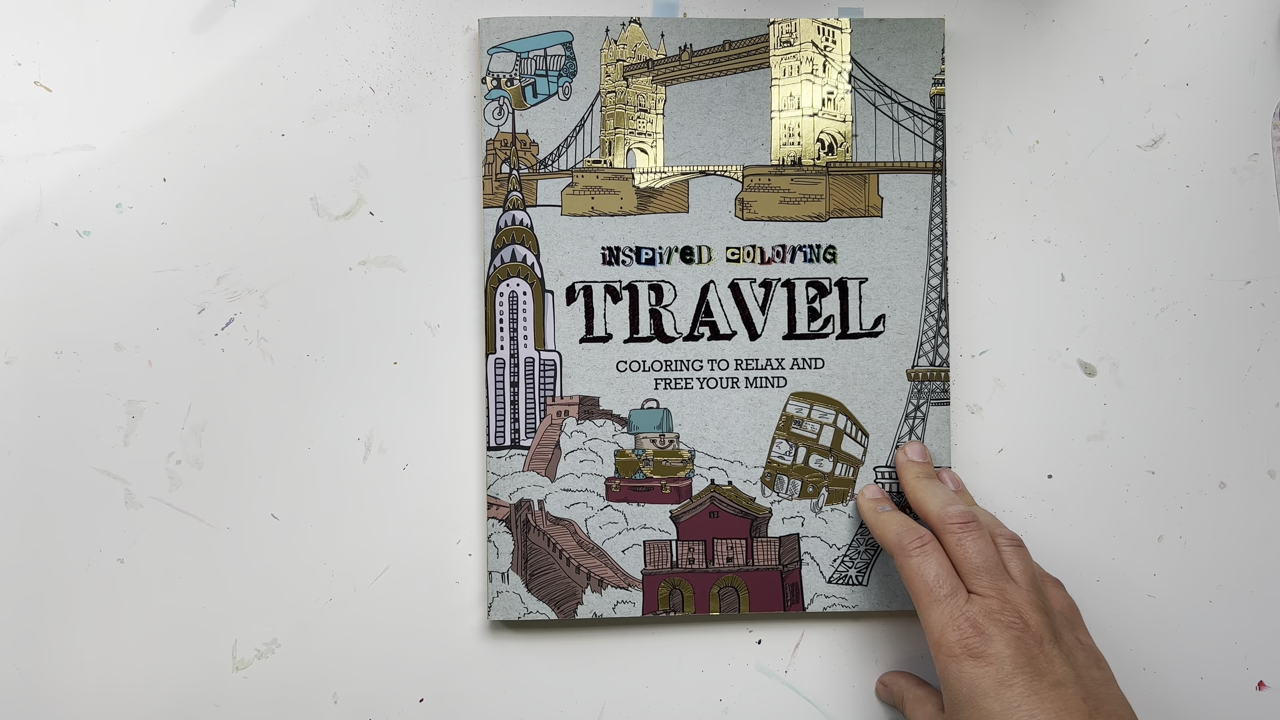 INSPIRED COLORING
TRAVEL
COLORING TO RELAX AND
FREE YOUR MIND